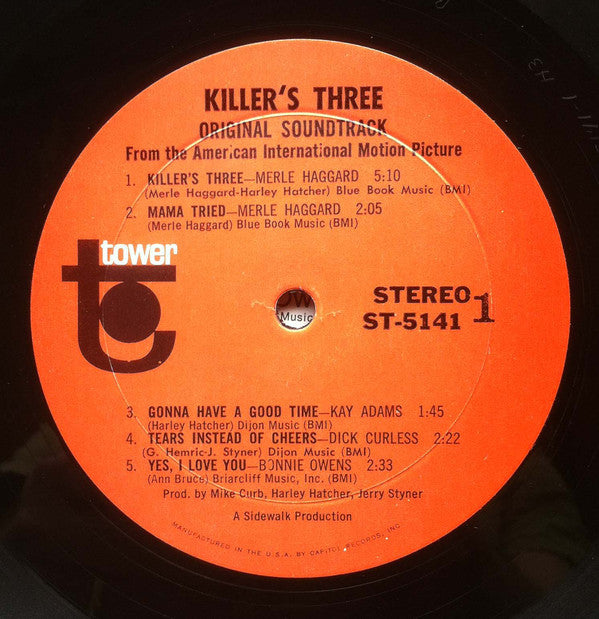 KILLER'S THREE
ORIGINAL SOUNDTRACK
From the American International Motion Picture
1. KILLER'S THREE—MERLE HAGGARD 5:10
(Merle Haggard-Harley Hatcher) Blue Book Music (BMI)
2. MAMA TRIED—MERLE HAGGARD 2:05
(Merle Haggard) Blue Book Music (BMI)
tower
t
Music
STEREO 1
ST-5141
3. GONNA HAVE A GOOD TIME—KAY ADAMS 1:45
(Harley Hatcher) Dijon Music (BMI)
4. TEARS INSTEAD OF CHEERS—DICK CURLESS 2:22
(G. Hemric-J. Styner) Dijon Music (BMI)
5. YES, I LOVE YOU—BONNIE OWENS 2:33
(Ann Bruce) Briarcliff Music, Inc. (BMI)
Prod. by Mike Curb, Harley Hatcher, Jerry Styner
A Sidewalk Production
MANUFACTURED IN THE U.S.A. BY CAPITOL RECORDS, INC.